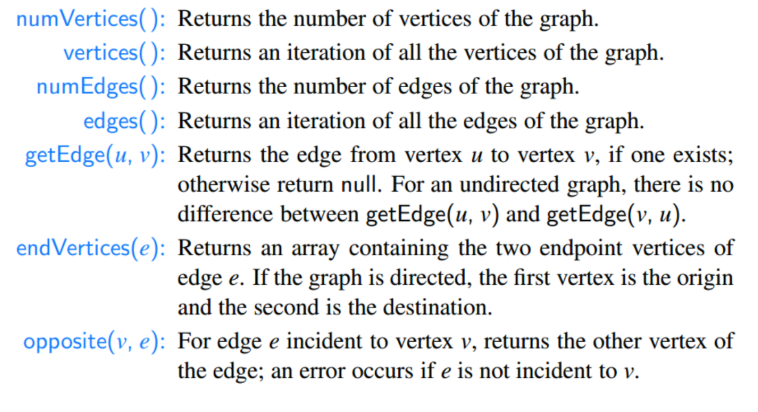 numVertices( ): Returns the number of vertices of the graph.
vertices( ): Returns an iteration of all the vertices of the graph.
numEdges( ): Returns the number of edges of the graph.
edges( ): Returns an iteration of all the edges of the graph.
getEdge(u, v): Returns the edge from vertex u to vertex v, if one exists;
otherwise return null. For an undirected graph, there is no
difference between getEdge(u, v) and getEdge(v, u).
endVertices(e): Returns an array containing the two endpoint vertices of
edge e. If the graph is directed, the first vertex is the origin
and the second is the destination.
opposite(v, e): For edge e incident to vertex v, returns the other vertex of
the edge; an error occurs if e is not incident to v.